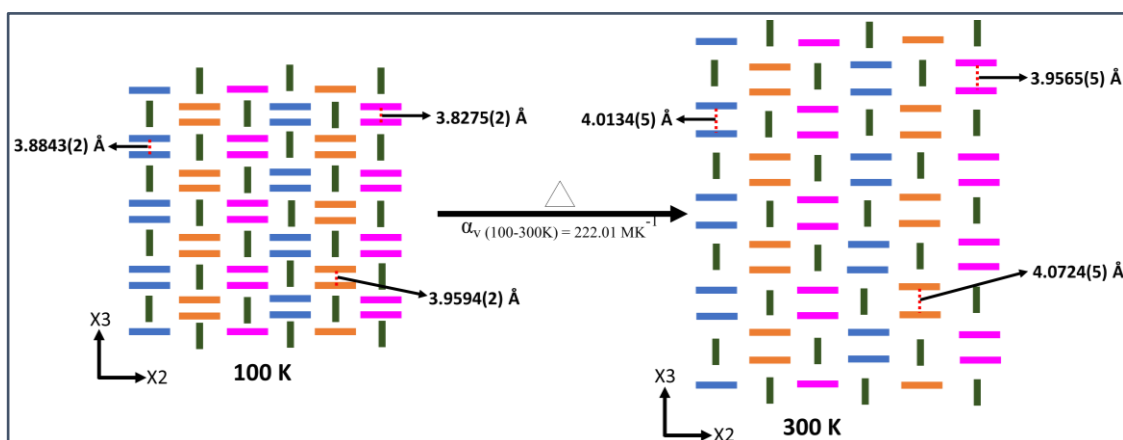 3.8843(2) Å
3.8275(2) Å
3.9594(2) Å
X3
X2
100 K
αv (100-300K) = 222.01 MK-1
4.0134(5) Å
3.9565(5) Å
4.0724(5) Å
X3
X2
300 K